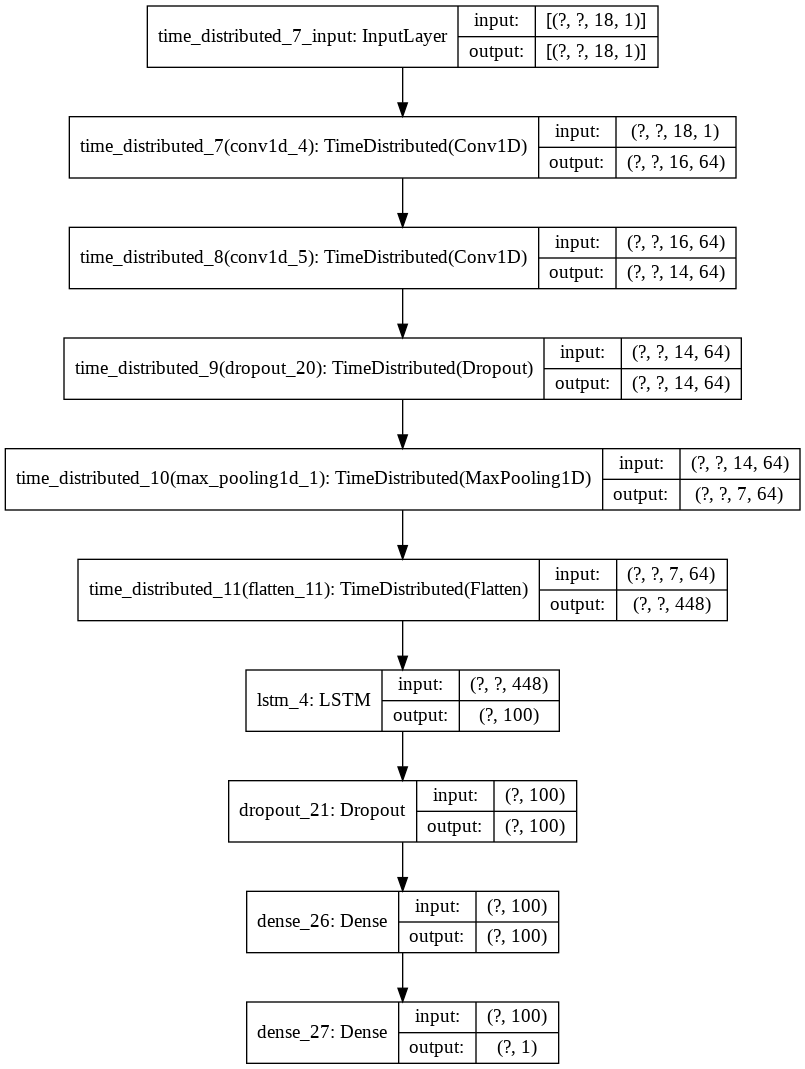 time_distributed_7_input: InputLayer
input: [(?, ?, 18, 1)]
output: [(?, ?, 18, 1)]
time_distributed_7(conv1d_4): TimeDistributed(Conv1D)
input: (?, ?, 18, 1)
output: (?, ?, 16, 64)
time_distributed_8(conv1d_5): TimeDistributed(Conv1D)
input: (?, ?, 16, 64)
output: (?, ?, 14, 64)
time_distributed_9(dropout_20): TimeDistributed(Dropout)
input: (?, ?, 14, 64)
output: (?, ?, 14, 64)
time_distributed_10(max_pooling1d_1): TimeDistributed(MaxPooling1D)
input: (?, ?, 14, 64)
output: (?, ?, 7, 64)
time_distributed_11(flatten_11): TimeDistributed(Flatten)
input: (?, ?, 7, 64)
output: (?, ?, 448)
lstm_4: LSTM
input: (?, ?, 448)
output: (?, 100)
dropout_21: Dropout
input: (?, 100)
output: (?, 100)
dense_26: Dense
input: (?, 100)
output: (?, 100)
dense_27: Dense
input: (?, 100)
output: (?, 1)